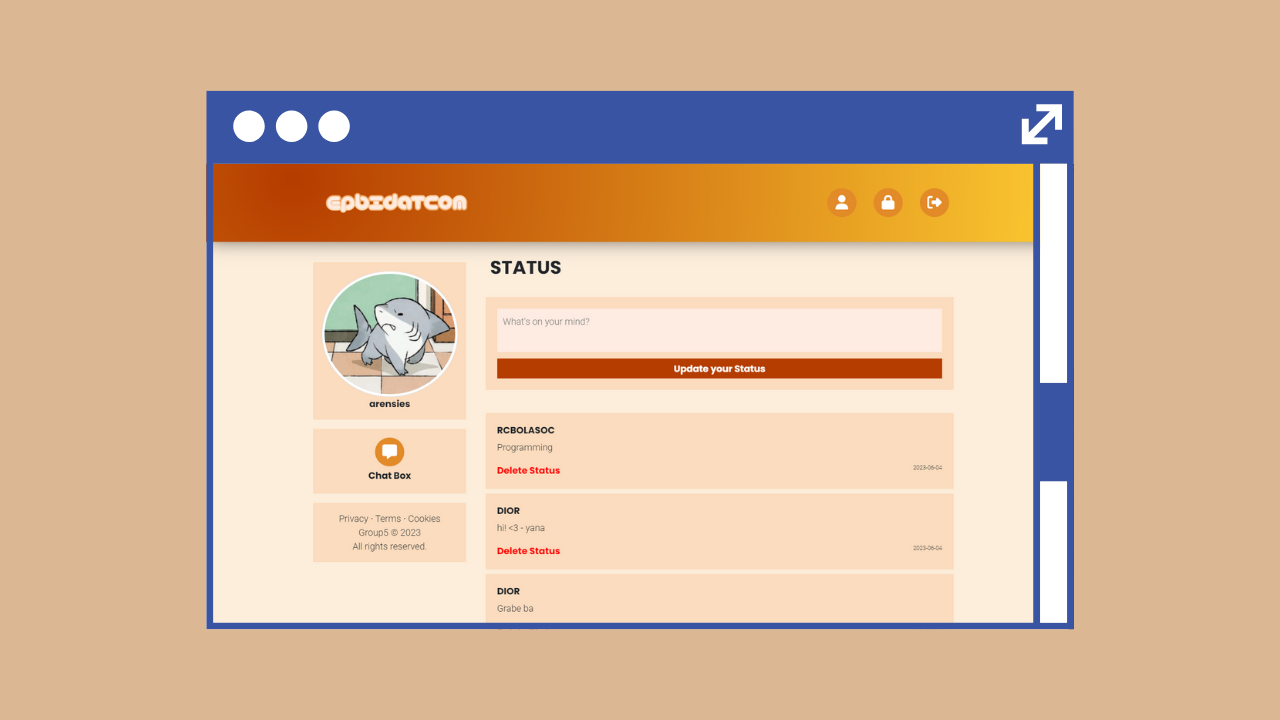 epbidatcom
STATUS
What's on your mind?
Update your Status
arensies
Chat Box
Privacy · Terms · Cookies
Group5 © 2023
All rights reserved.
RCBOLASOC
Programming
Delete Status
2023-06-04
DIOR
hi! <3 - yana
Delete Status
2023-06-04
DIOR
Grabe ba